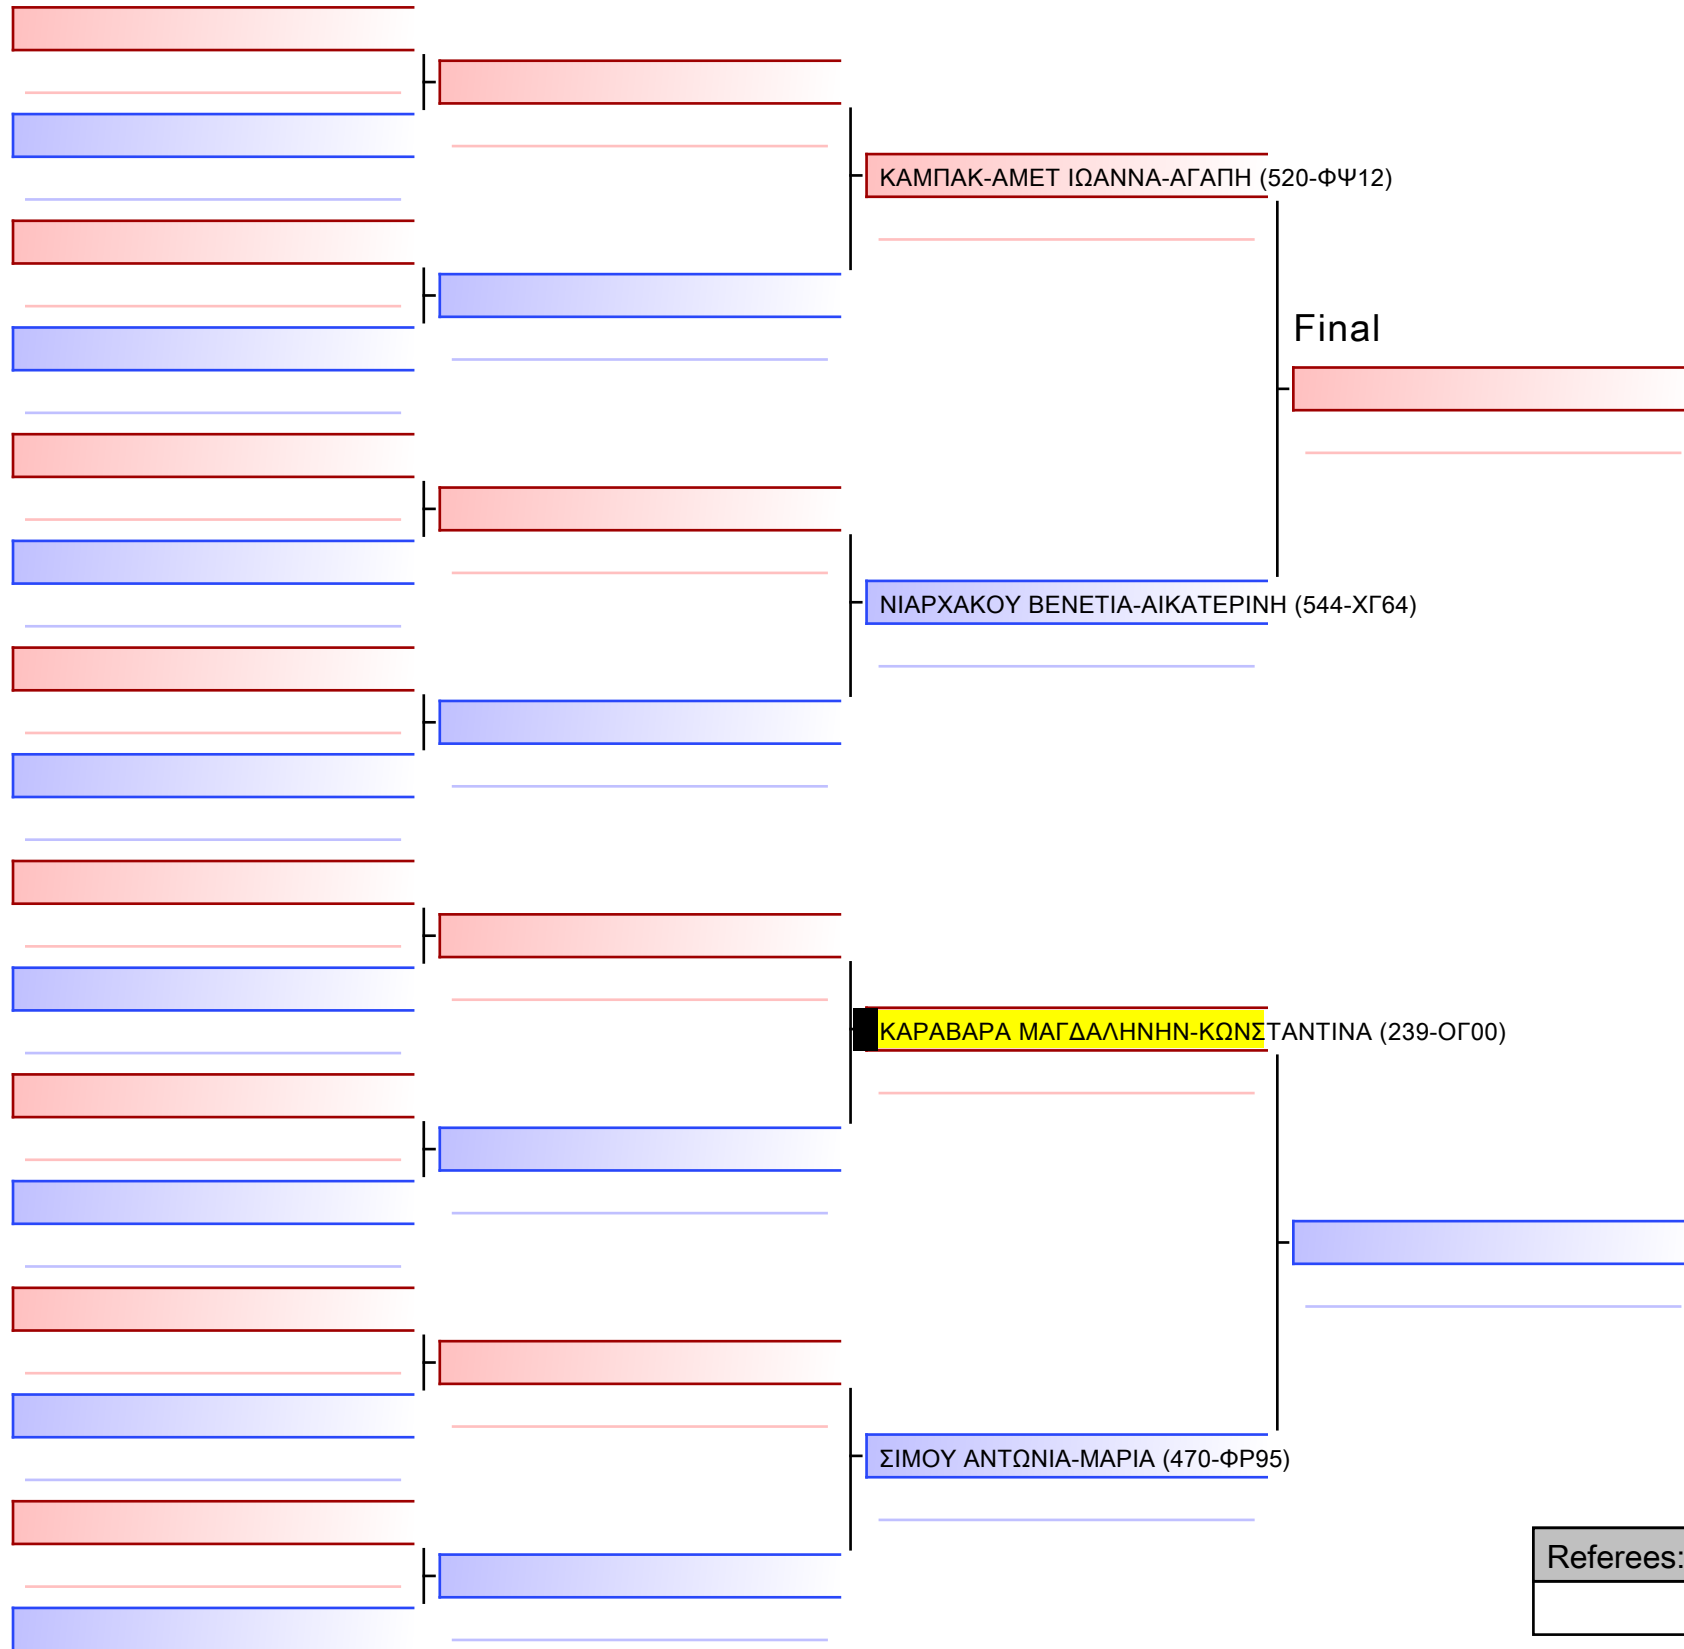 ΚΑΜΠΑΚ-ΑΜΕΤ ΙΩΑΝΝΑ-ΑΓΑΠΗ (520-ΦΨ12)
Final
ΝΙΑΡΧΑΚΟΥ ΒΕΝΕΤΙΑ-ΑΙΚΑΤΕΡΙΝΗ (544-ΧΓ64)
ΚΑΡΑΒΑΡΑ ΜΑΓΔΑΛΗΝΗΝ-ΚΩΝΣΤΑΝΤΙΝΑ (239-ΟΓ00)
ΣΙΜΟΥ ΑΝΤΩΝΙΑ-ΜΑΡΙΑ (470-ΦΡ95)
Referees: